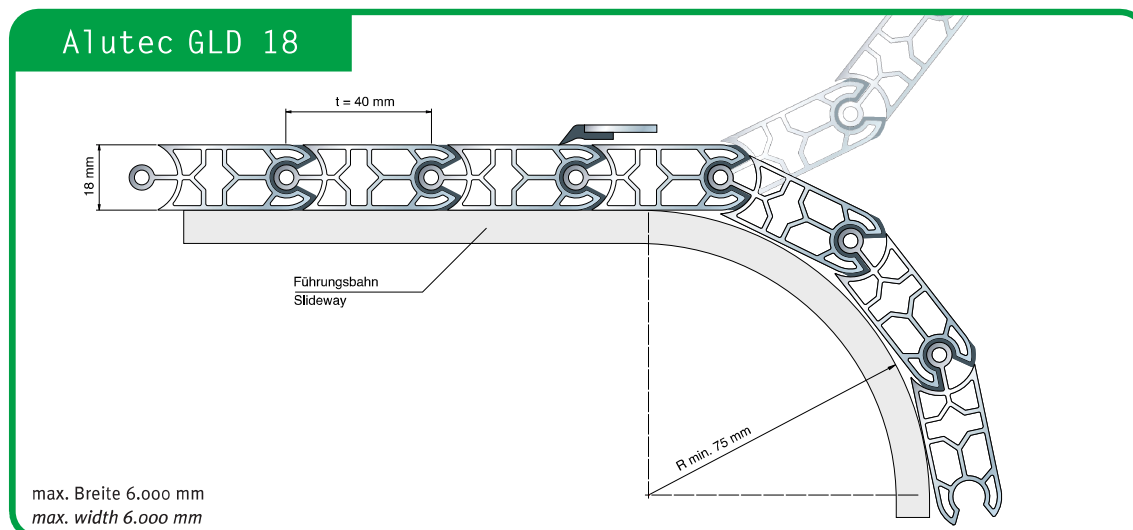 Alutec GLD 18
t = 40 mm
18 mm
Führungsbahn
Slideway
R min. 75 mm
max. Breite 6.000 mm
max. width 6.000 mm